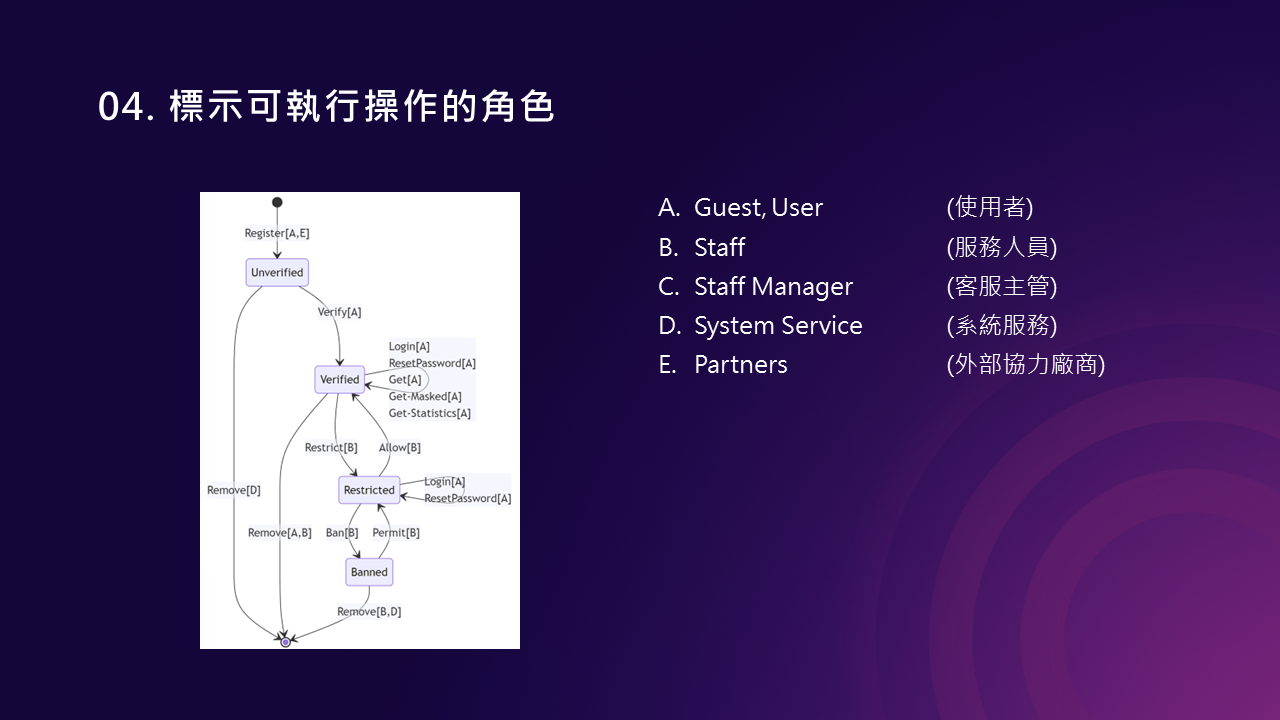 04. 標示可執行操作的角色
Register[A,E]
Unverified
Verify[A]
Login[A]
ResetPassword[A]
Verified
Get[A]
Get-Masked[A]
Get-Statistics[A]
Restrict[B]
Allow[B]
Remove[D]
Restricted
Login[A]
ResetPassword[A]
Remove[A,B]
Ban[B]
Permit[B]
Banned
Remove[B,D]
A. Guest, User (使用者)
B. Staff (服務人員)
C. Staff Manager (客服主管)
D. System Service (系統服務)
E. Partners (外部協力廠商)